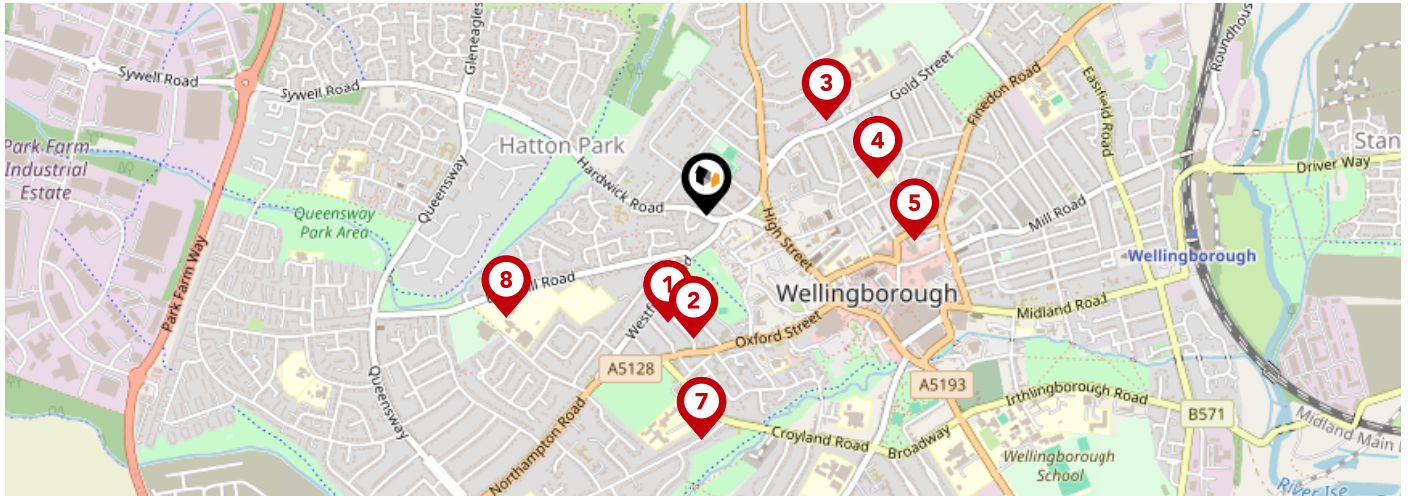 Sywell Road
Sywell Road
Gleneagles
Hatton Park
Park Farm
Industrial
Estate
Queensway
Park Area
Queensway
Hardwick Road
High Street
3
Gold Street
4
5
Finedon Road
Eastfield Road
Roundhous
Driver Way
Stan
Mill Road
Wellingborough
Park Farm Way
8
Road
1
2
Wellingborough
Midland Road
Oxford Street
Westf
A5128
A5193
Queensway
Northampton Road
7
Croyland Road
Broadway
Irthlingborough Road
B571
Wellingborough
School
Midland Main L
River Ise